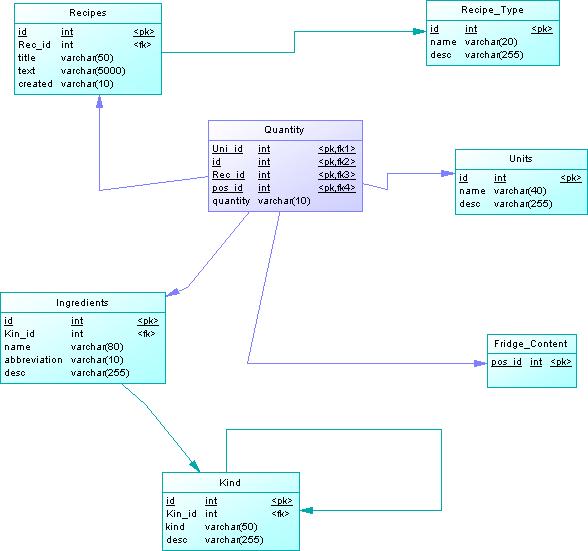 Recipes
id int <pk>
Rec_id int <fk>
title varchar(50)
text varchar(5000)
created varchar(10)
Recipe_Type
id int <pk>
name varchar(20)
desc varchar(255)
Quantity
Uni_id int <pk,fk1>
id int <pk,fk2>
Rec_id int <pk,fk3>
pos_id int <pk,fk4>
quantity varchar(10)
Units
id int <pk>
name varchar(40)
desc varchar(255)
Ingredients
id int <pk>
Kin_id int <fk>
name varchar(80)
abbreviation varchar(10)
desc varchar(255)
Fridge_Content
pos_id int <pk>
Kind
id int <pk>
Kin_id int <fk>
kind varchar(50)
desc varchar(255)